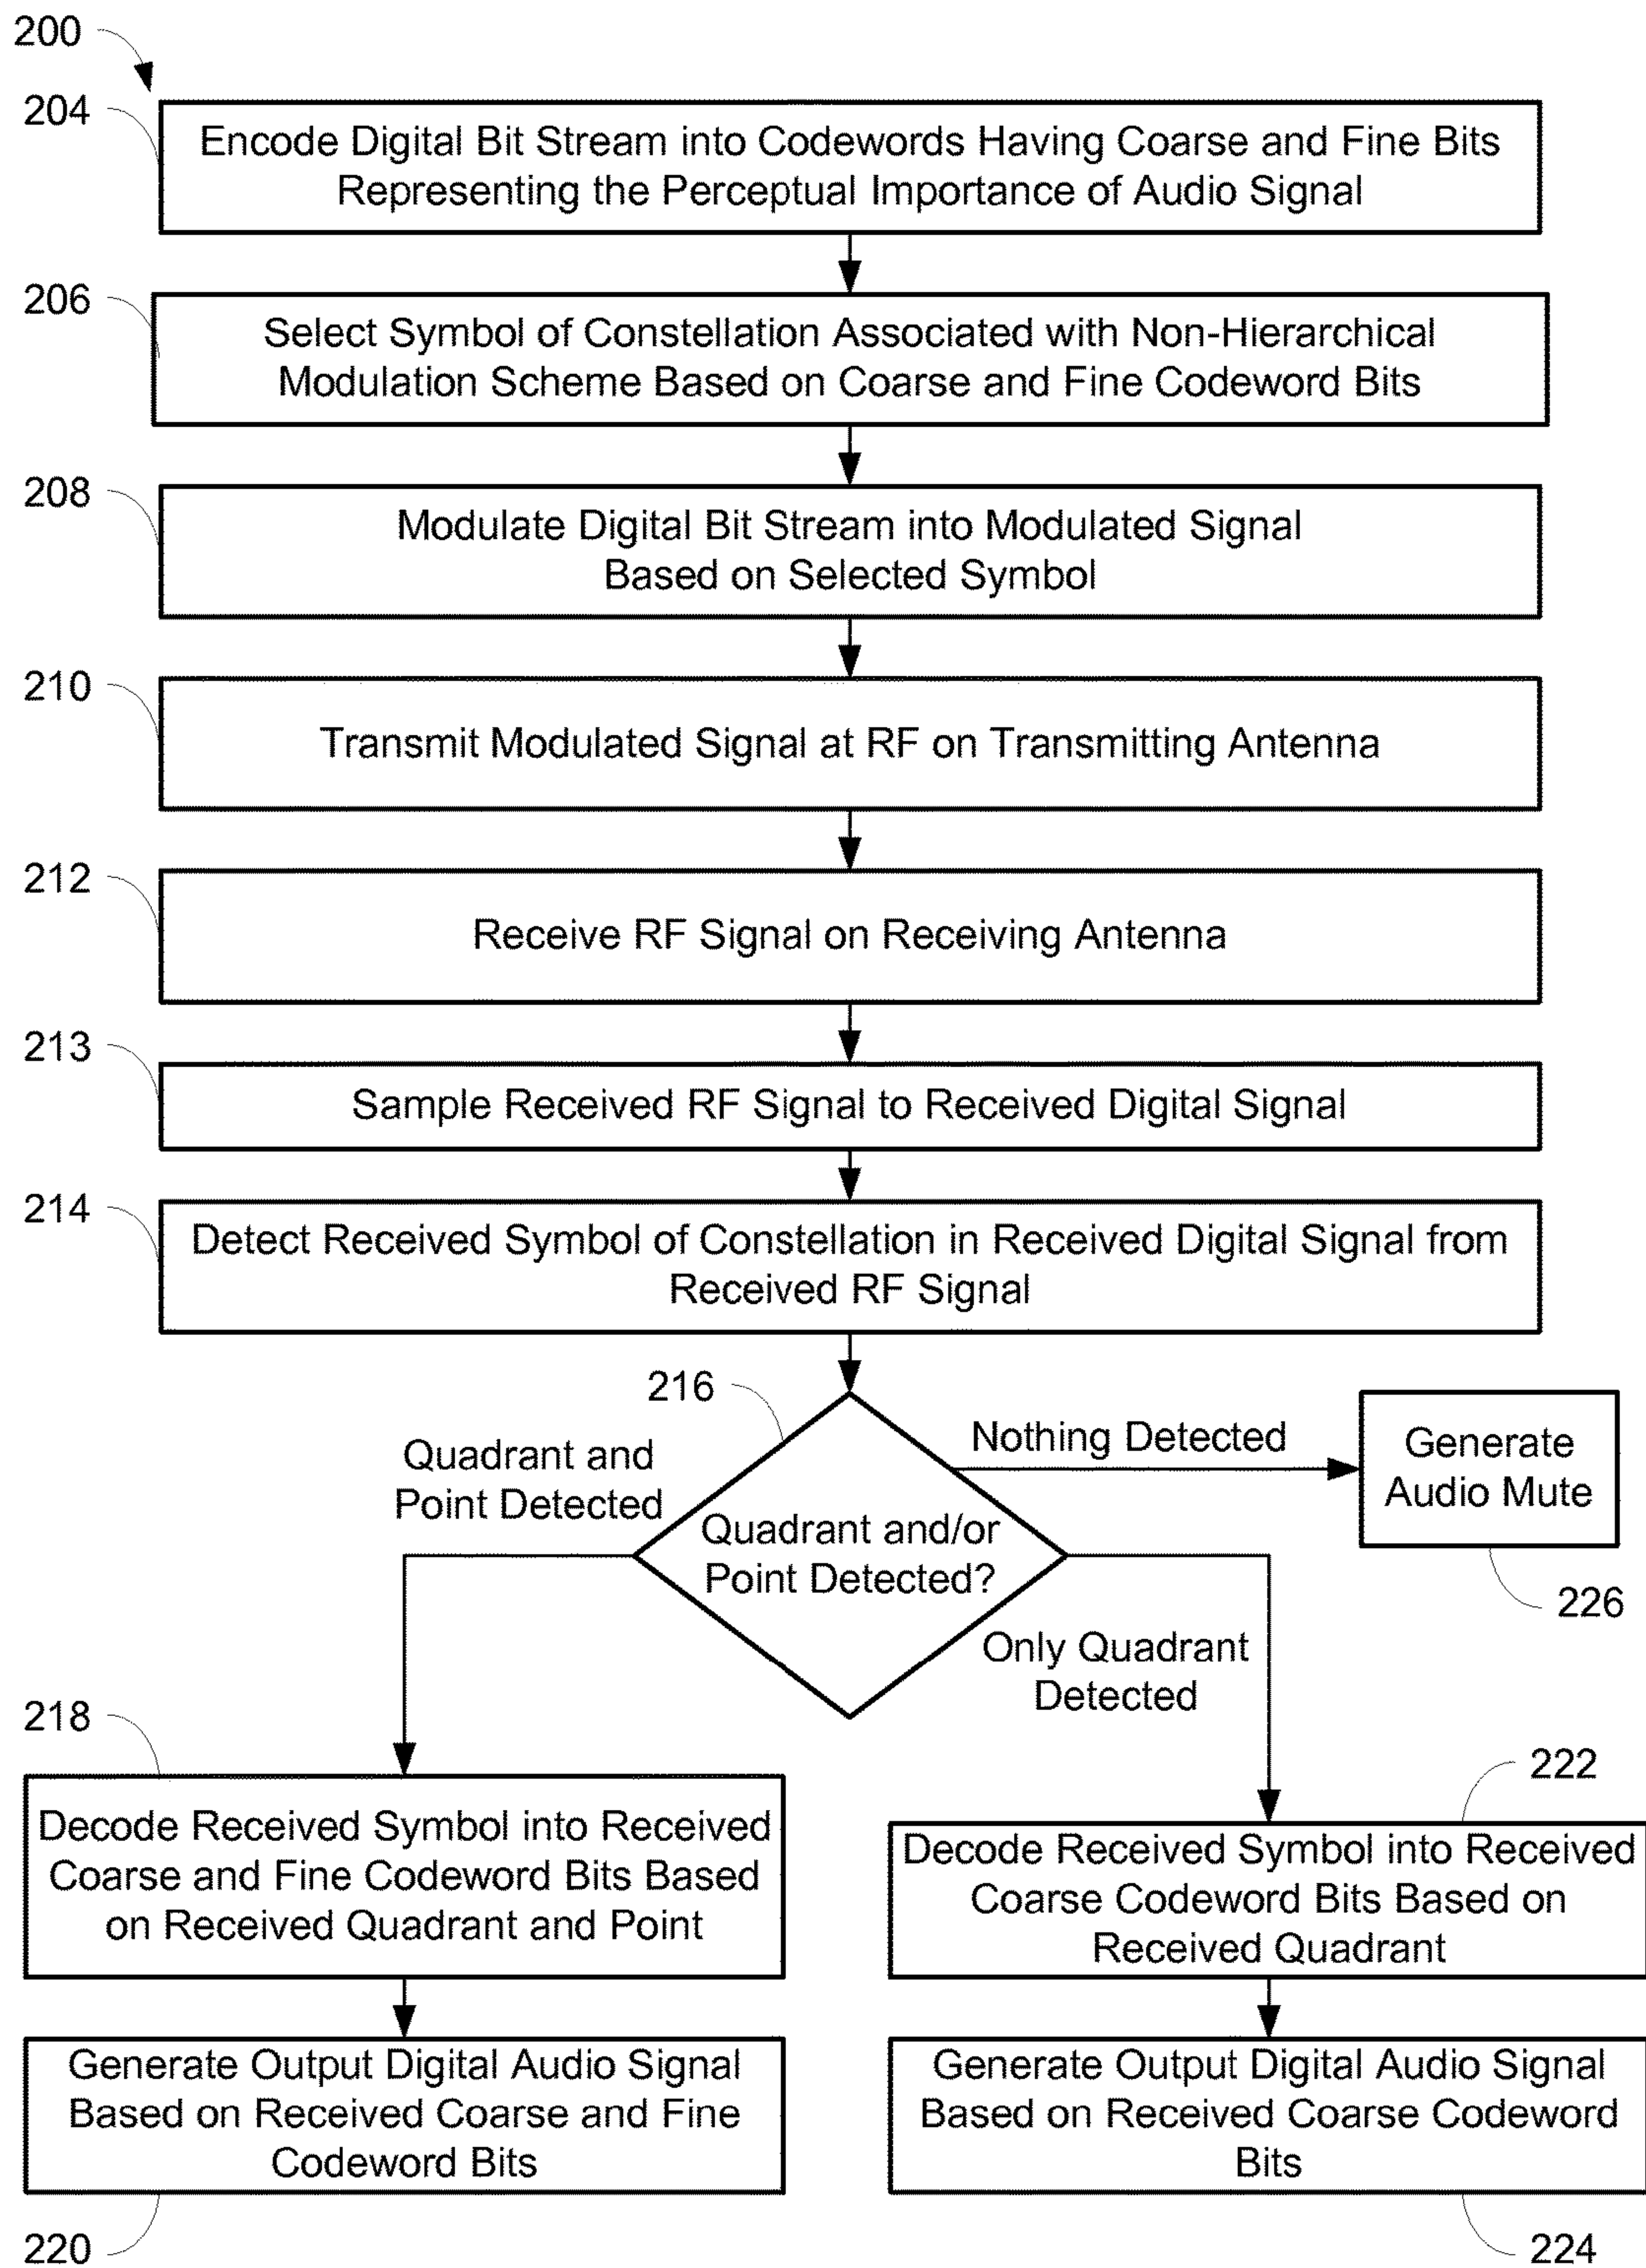 200
204
Encode Digital Bit Stream into Codewords Having Coarse and Fine Bits
Representing the Perceptual Importance of Audio Signal
206
Select Symbol of Constellation Associated with Non-Hierarchical
Modulation Scheme Based on Coarse and Fine Codeword Bits
208
Modulate Digital Bit Stream into Modulated Signal
Based on Selected Symbol
210
Transmit Modulated Signal at RF on Transmitting Antenna
212
Receive RF Signal on Receiving Antenna
213
Sample Received RF Signal to Received Digital Signal
214
Detect Received Symbol of Constellation in Received Digital Signal from
Received RF Signal
216
Quadrant and/or
Point Detected?
Nothing Detected
Generate
Audio Mute
226
Quadrant and
Point Detected
Only Quadrant
Detected
218
Decode Received Symbol into Received
Coarse and Fine Codeword Bits Based
on Received Quadrant and Point
222
Decode Received Symbol into Received
Coarse Codeword Bits Based on
Received Quadrant
Generate Output Digital Audio Signal
Based on Received Coarse and Fine
Codeword Bits
220
Generate Output Digital Audio Signal
Based on Received Coarse Codeword
Bits
224